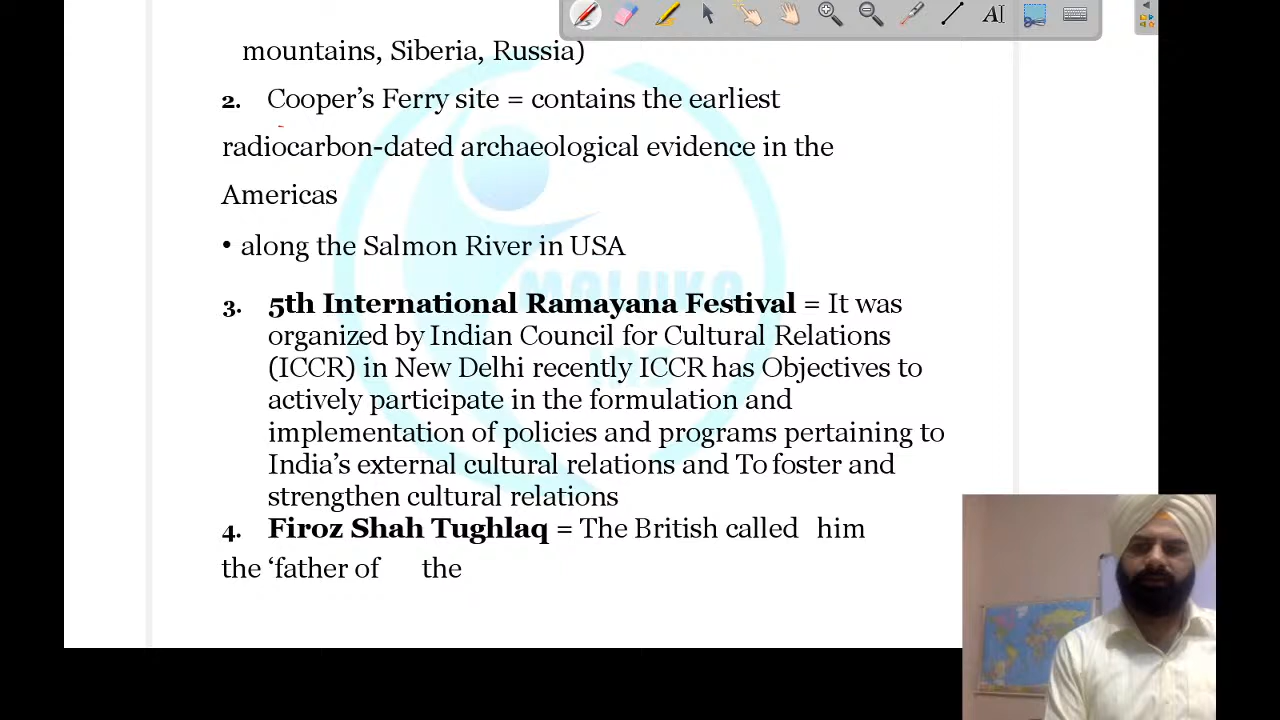 mountains, Siberia, Russia)
2. Cooper’s Ferry site = contains the earliest
radiocarbon-dated archaeological evidence in the
Americas
• along the Salmon River in USA
3. 5th International Ramayana Festival = It was
organized by Indian Council for Cultural Relations
(ICCR) in New Delhi recently ICCR has Objectives to
actively participate in the formulation and
implementation of policies and programs pertaining to
India’s external cultural relations and To foster and
strengthen cultural relations
4. Firoz Shah Tughlaq = The British called him
the ‘father of the
MALUKA
IAS